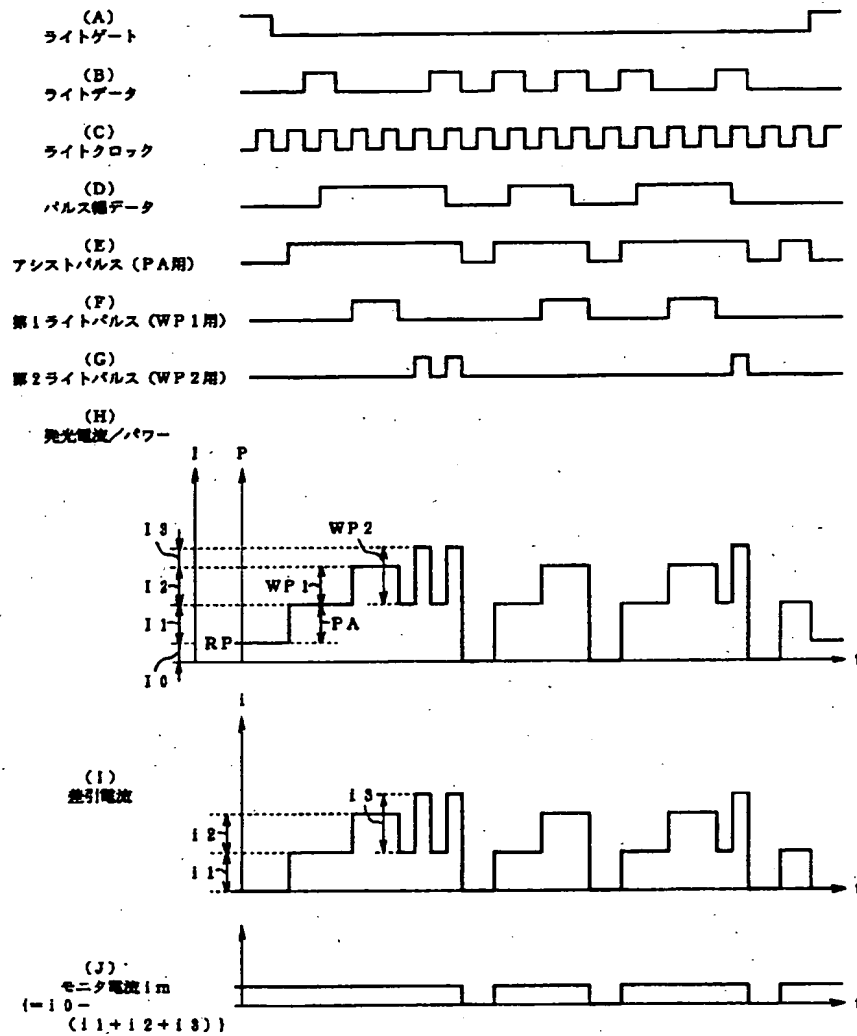 (A)
ライトゲート
(B)
ライトデータ
(C)
ライトクロック
(D)
パルス幅データ
(E)
アシストパルス(PA用)
(F)
第1ライトパルス(WP1用)
(G)
第2ライトパルス(WP2用)
(H)
発光電流/パワー
I
P
I3
I2
I1
I0
RP
WP1
PA
WP2
t
i
(I)
差引電流
i2
i1
i3
t
(J)
モニタ電流im
{=i0-
(i1+i2+i3)}
t